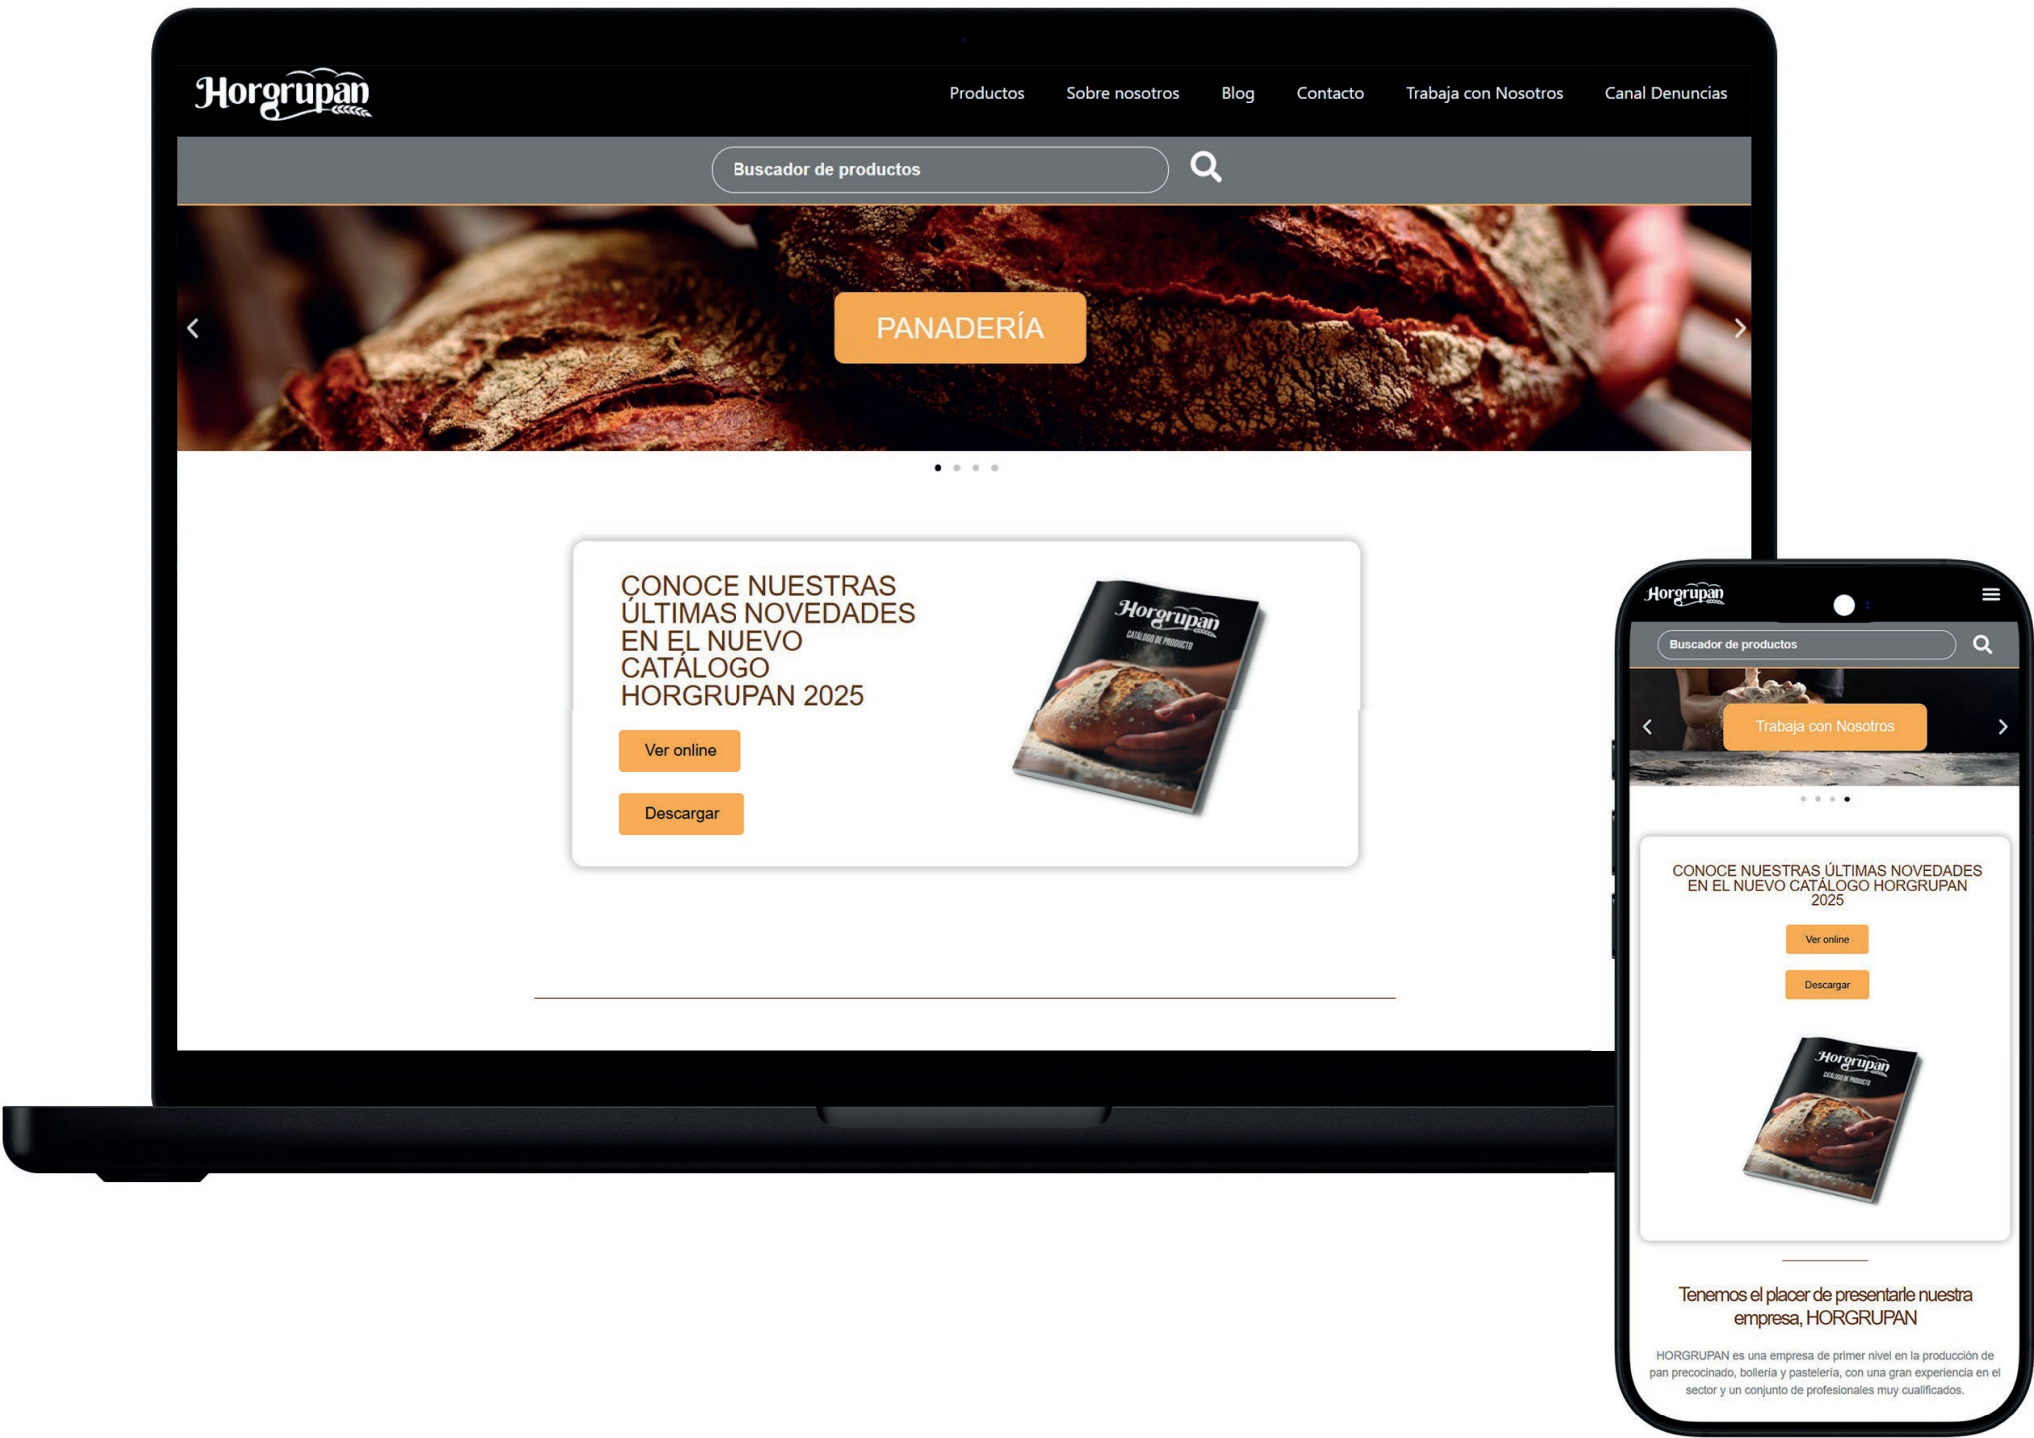 Horgrupan
Productos Sobre nosotros Blog Contacto Trabaja con Nosotros Canal Denuncias
Buscador de productos
PANADERÍA
CONOCE NUESTRAS
ÚLTIMAS NOVEDADES
EN EL NUEVO
CATÁLOGO
HORGRUPAN 2025
Ver online
Descargar
Horgrupan
CATÁLOGO DE PRODUCTO
Horgrupan
Buscador de productos
Trabaja con Nosotros
CONOCE NUESTRAS ÚLTIMAS NOVEDADES
EN EL NUEVO CATÁLOGO HORGRUPAN
2025
Ver online
Descargar
Horgrupan
CATÁLOGO DE PRODUCTO
Tenemos el placer de presentarle nuestra
empresa, HORGRUPAN
HORGRUPAN es una empresa de primer nivel en la producción de
pan precocinado, bollería y pastelería, con una gran experiencia en el
sector y un conjunto de profesionales muy cualificados.